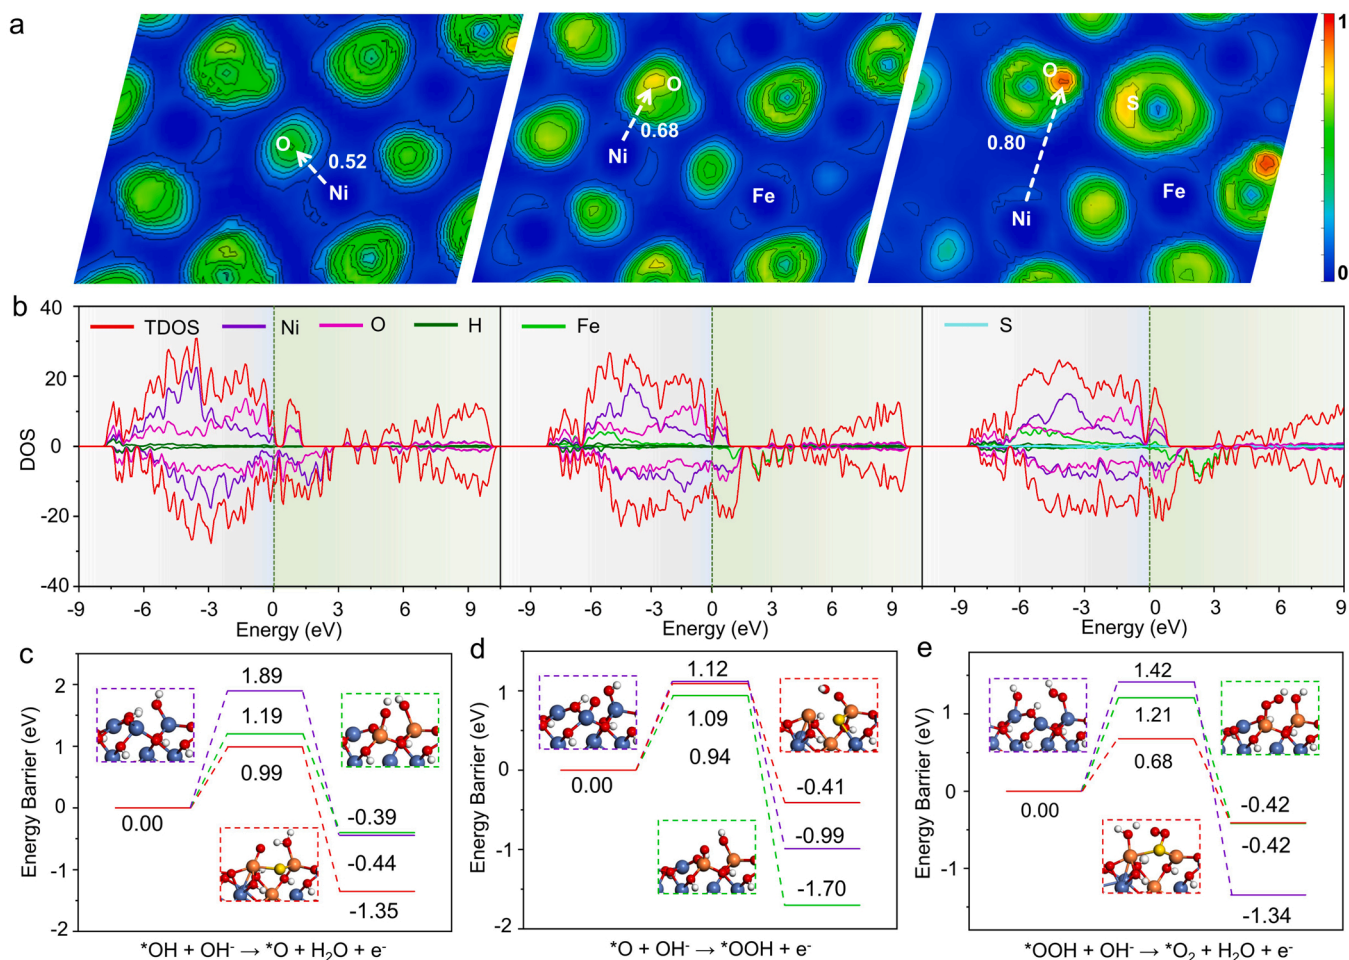 a
O
0.52
Ni
O
0.68
Ni
Fe
O
S
0.80
Ni
Fe
1
0
b
40
20
0
-20
-40
DOS
TDOS
Ni
O
H
Fe
S
-9 -6 -3 0 3 6 -9 -6 -3 0 3 6 -9 -6 -3 0 3 6 9
Energy (eV) Energy (eV) Energy (eV)
c
Energy Barrier (eV)
2
1
0
-1
-2
1.89
1.19
0.99
0.00
-0.39
-0.44
-1.35
*OH + OH⁻ → *O + H₂O + e⁻
d
Energy Barrier (eV)
1
0
-1
-2
1.12
1.09
0.94
0.00
-0.41
-0.99
-1.70
*O + OH⁻ → *OOH + e⁻
e
Energy Barrier (eV)
1
0
-1
1.42
1.21
0.68
0.00
-0.42
-0.42
-1.34
*OOH + OH⁻ → *O₂ + H₂O + e⁻